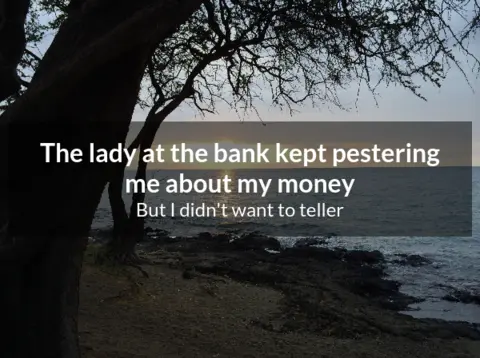 The lady at the bank kept pestering
me about my money
But I didn't want to teller